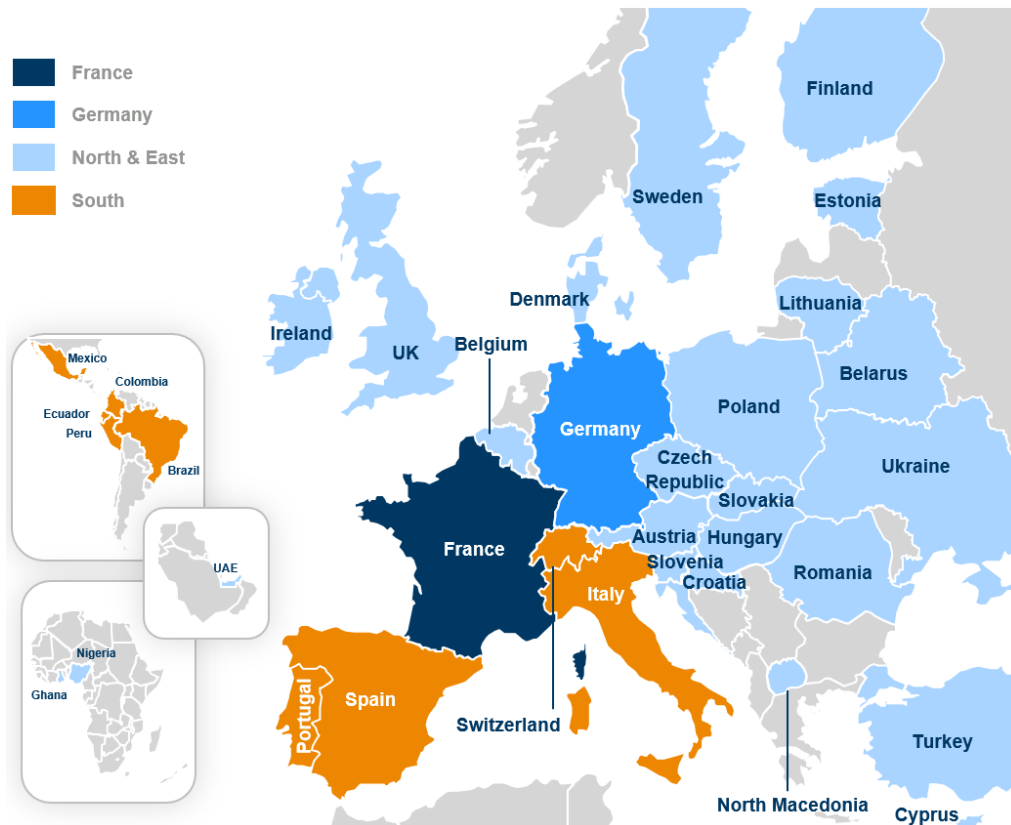 France
Germany
North & East
South
Finland
Sweden
Estonia
Denmark
Lithuania
Ireland
UK
Belgium
Belarus
Mexico
Colombia
Ecuador
Peru
Brazil
Poland
Germany
Czech
Republic
Ukraine
Slovakia
Austria
Hungary
France
Slovenia
UAE
Croatia
Romania
Italy
Nigeria
Ghana
Portugal
Spain
Switzerland
Turkey
North Macedonia
Cyprus